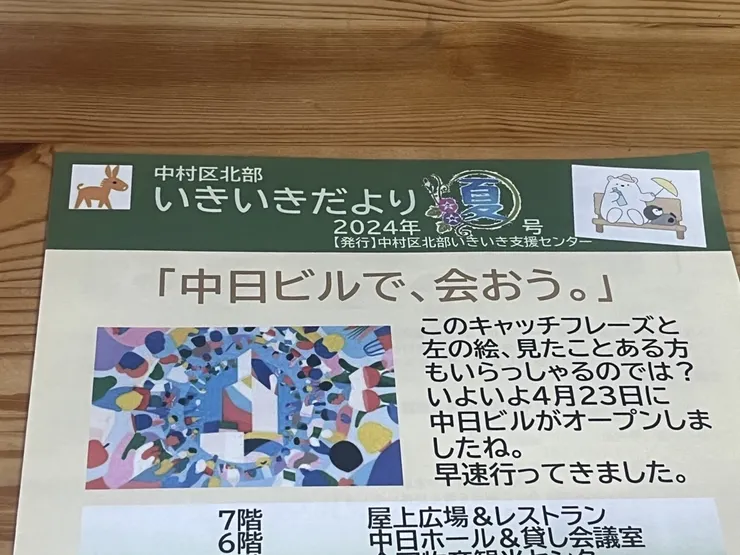 中村区北部
いきいきだより
2024年 夏 号
【発行】中村区北部いきいき支援センター
「中日ビルで、会おう。」
このキャッチフレーズと
左の絵、見たことある方
もいらっしゃるのでは?
いよいよ4月23日に
中日ビルがオープンしま
したね。
早速行ってきました。
7階 屋上広場&レストラン
6階 中日ホール&貸し会議室